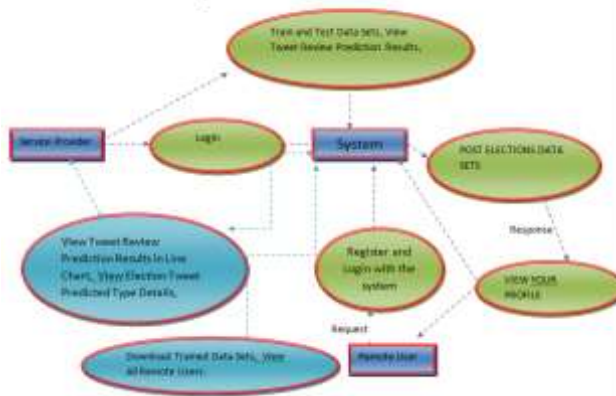 Train and Test Data Sets, View
Tweet Review Prediction Results,
Service Provider
Login
System
POST ELECTIONS DATA
SETS
Response
View Tweet Review
Prediction Results In Line
Chart, View Election Tweet
Predicted Type Details,
Register and
Login with the
system
VIEW YOUR
PROFILE
Request
Download Trained Data Sets, View
All Remote Users
Remote User